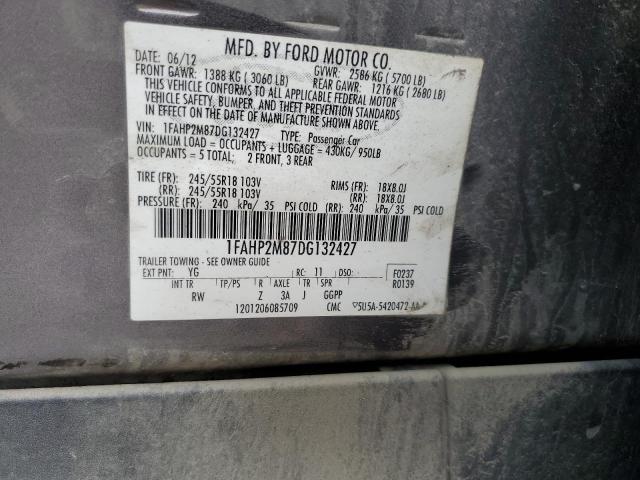 MFD. BY FORD MOTOR CO.
DATE: 06/12 GVWR: 2586 KG ( 5700 LB)
FRONT GAWR: 1388 KG ( 3060 LB) REAR GAWR: 1216 KG ( 2680 LB)
THIS VEHICLE CONFORMS TO ALL APPLICABLE FEDERAL MOTOR
VEHICLE SAFETY, BUMPER, AND THEFT PREVENTION STANDARDS
IN EFFECT ON THE DATE OF MANUFACTURE SHOWN ABOVE.
VIN: 1FAHP2M87DG132427 TYPE: Passenger Car
MAXIMUM LOAD = OCCUPANTS + LUGGAGE = 430KG/ 950LB
OCCUPANTS = 5 TOTAL; 2 FRONT, 3 REAR
TIRE (FR): 245/55R18 103V RIMS (FR): 18X8.0J
(RR): 245/55R18 103V (RR): 18X8.0J
PRESSURE (FR): 240 kPa/ 35 PSI COLD (RR): 240 kPa/ 35 PSI COLD
1FAHP2M87DG132427
TRAILER TOWING - SEE OWNER GUIDE
EXT PNT: YG RC: 11 DSO: F0237
INT TR TP/PS R AXLE TR SPR R0139
RW Z 3A J GGPP
1201206085709 CMC 5U5A-5420472-AA